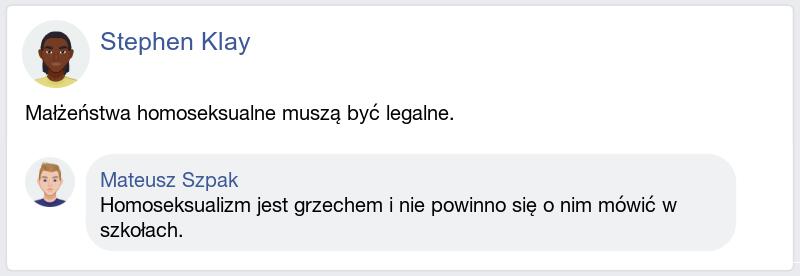 Stephen Klay
Małżeństwa homoseksualne muszą być legalne.
Mateusz Szpak
Homoseksualizm jest grzechem i nie powinno się o nim mówić w
szkołach.